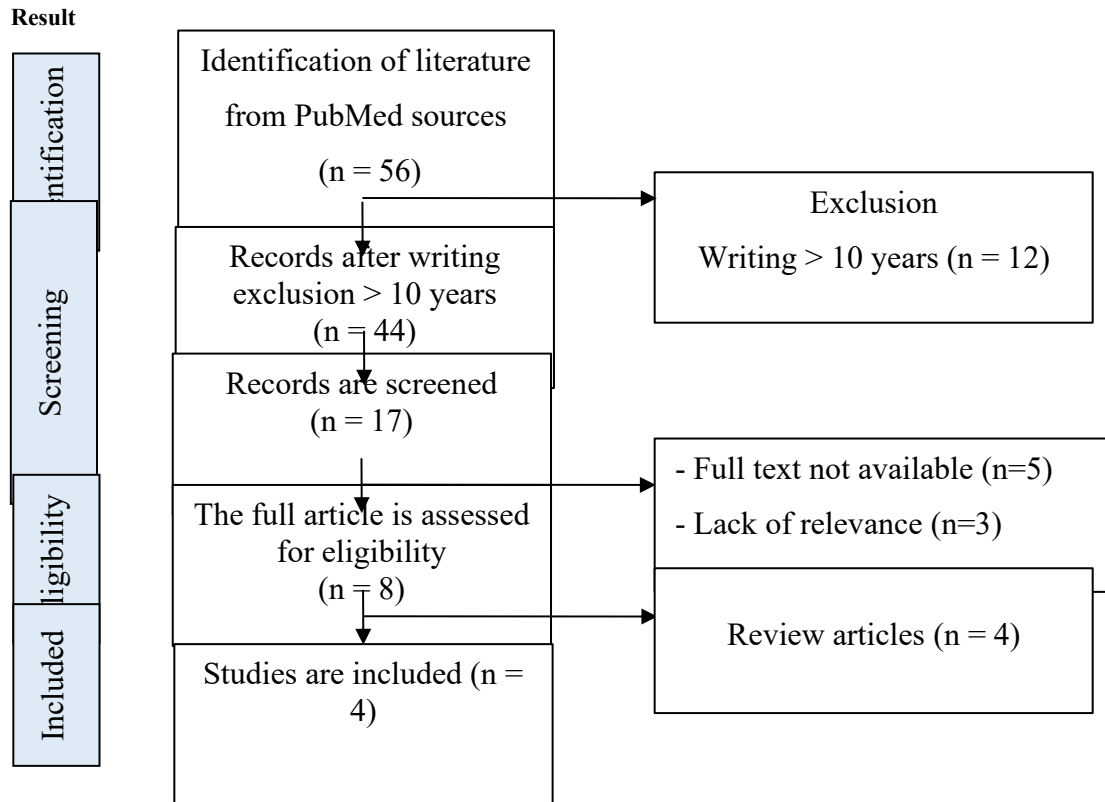 Result
Identification of literature
from PubMed sources
(n = 56)
Exclusion
Writing > 10 years (n = 12)
Records after writing
exclusion > 10 years
(n = 44)
Records are screened
(n = 17)
- Full text not available (n=5)
- Lack of relevance (n=3)
The full article is assessed
for eligibility
(n = 8)
Review articles (n = 4)
Studies are included (n =
4)
entification
Screening
ligibility
Included